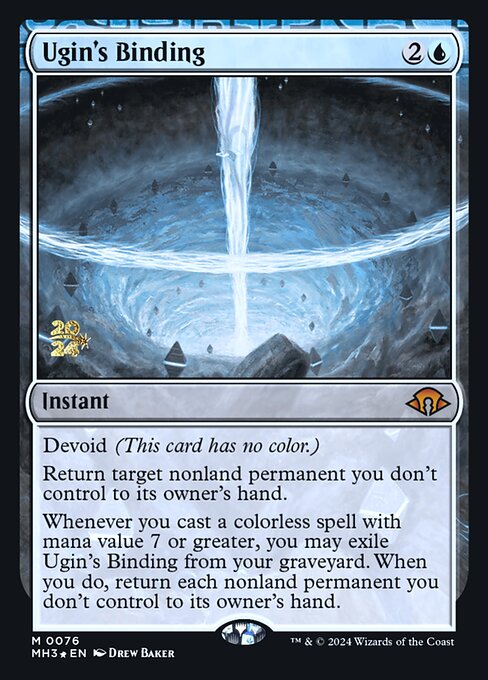 Ugin's Binding 2
2024
Instant
Devoid (This card has no color.)
Return target nonland permanent you don't
control to its owner's hand.
Whenever you cast a colorless spell with
mana value 7 or greater, you may exile
Ugin's Binding from your graveyard. When
you do, return each nonland permanent you
don't control to its owner's hand.
M 0076
MH3★EN Drew Baker
™ & © 2024 Wizards of the Coast